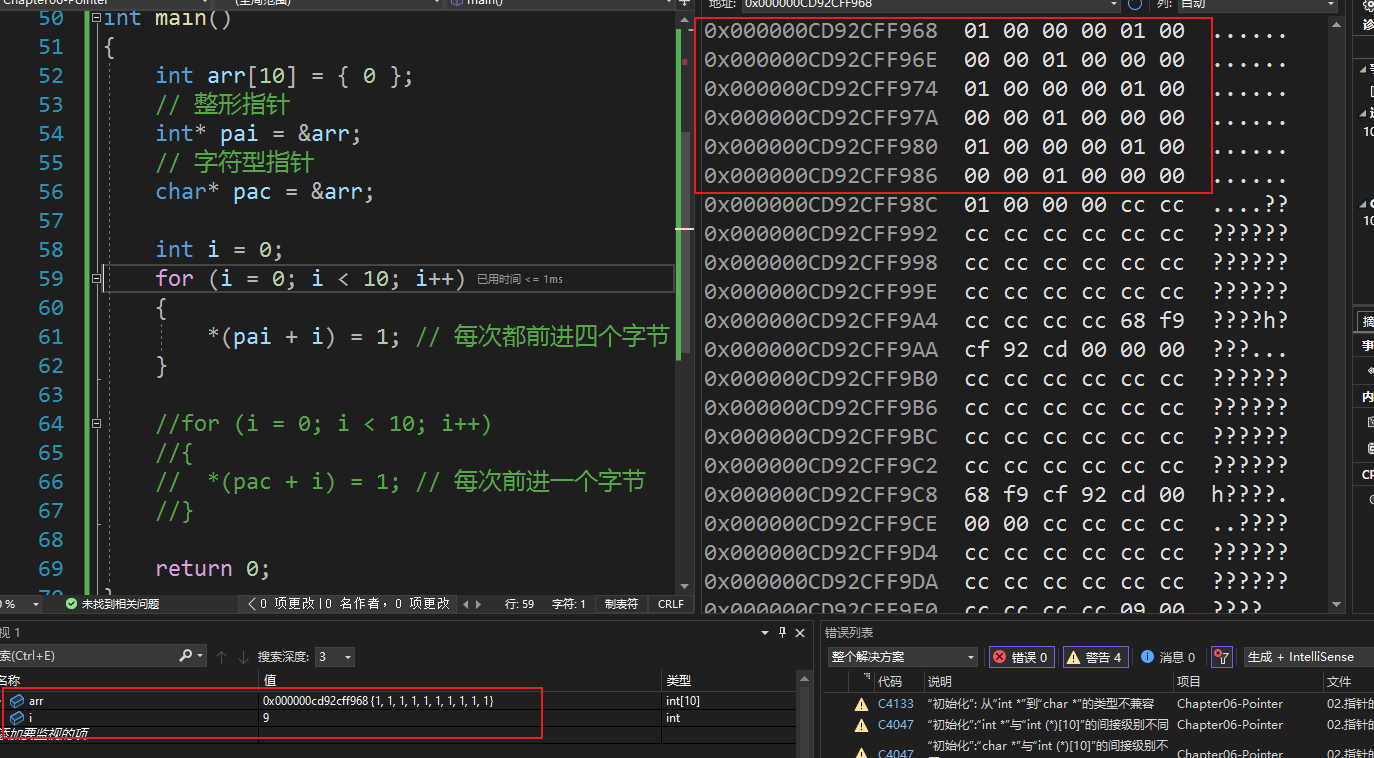 Chapter06-Pointer (全局范围) main()
50 int main()
51 {
52 int arr[10] = { 0 };
53 // 整形指针
54 int* pai = &arr;
55 // 字符型指针
56 char* pac = &arr;
57
58 int i = 0;
59 for (i = 0; i < 10; i++) 已用时间 <= 1ms
60 {
61 *(pai + i) = 1; // 每次都前进四个字节
62 }
63
64 //for (i = 0; i < 10; i++)
65 //{
66 // *(pac + i) = 1; // 每次前进一个字节
67 //}
68
69 return 0;
70 }
% 未找到相关问题 0 项更改 | 0 名作者，0 项更改 行: 59 字符: 1 制表符 CRLF
地址: 0x000000CD92CFF968 列: 自动
0x000000CD92CFF968 01 00 00 00 01 00 ......
0x000000CD92CFF96E 00 00 01 00 00 00 ......
0x000000CD92CFF974 01 00 00 00 01 00 ......
0x000000CD92CFF97A 00 00 01 00 00 00 ......
0x000000CD92CFF980 01 00 00 00 01 00 ......
0x000000CD92CFF986 00 00 01 00 00 00 ......
0x000000CD92CFF98C 01 00 00 00 cc cc ....??
0x000000CD92CFF992 cc cc cc cc cc cc ??????
0x000000CD92CFF998 cc cc cc cc cc cc ??????
0x000000CD92CFF99E cc cc cc cc cc cc ??????
0x000000CD92CFF9A4 cc cc cc cc 68 f9 ????h?
0x000000CD92CFF9AA cf 92 cd 00 00 00 ???...
0x000000CD92CFF9B0 cc cc cc cc cc cc ??????
0x000000CD92CFF9B6 cc cc cc cc cc cc ??????
0x000000CD92CFF9BC cc cc cc cc cc cc ??????
0x000000CD92CFF9C2 cc cc cc cc cc cc ??????
0x000000CD92CFF9C8 68 f9 cf 92 cd 00 h????.
0x000000CD92CFF9CE 00 00 cc cc cc cc ..????
0x000000CD92CFF9D4 cc cc cc cc cc cc ??????
0x000000CD92CFF9DA cc cc cc cc cc cc ??????
0x000000CD92CFF9E0 cc cc cc cc 09 00 ????
视 1
索(Ctrl+E) 搜索深度: 3
名称 值 类型
arr 0x000000cd92cff968 {1, 1, 1, 1, 1, 1, 1, 1, 1, 1} int[10]
i 9 int
添加要监视的项
错误列表
整个解决方案 错误 0 警告 4 消息 0 生成 + IntelliSense
代码 说明 项目 文件
C4133 “初始化”: 从“int *”到“char *”的类型不兼容 Chapter06-Pointer 02.指针的
C4047 “初始化”:“int *”与“int (*)[10]”的间接级别不同 Chapter06-Pointer 02.指针的
C4047 “初始化”:“char *”与“int (*)[10]”的间接级别不 Chapter06-Pointer 02.指针的